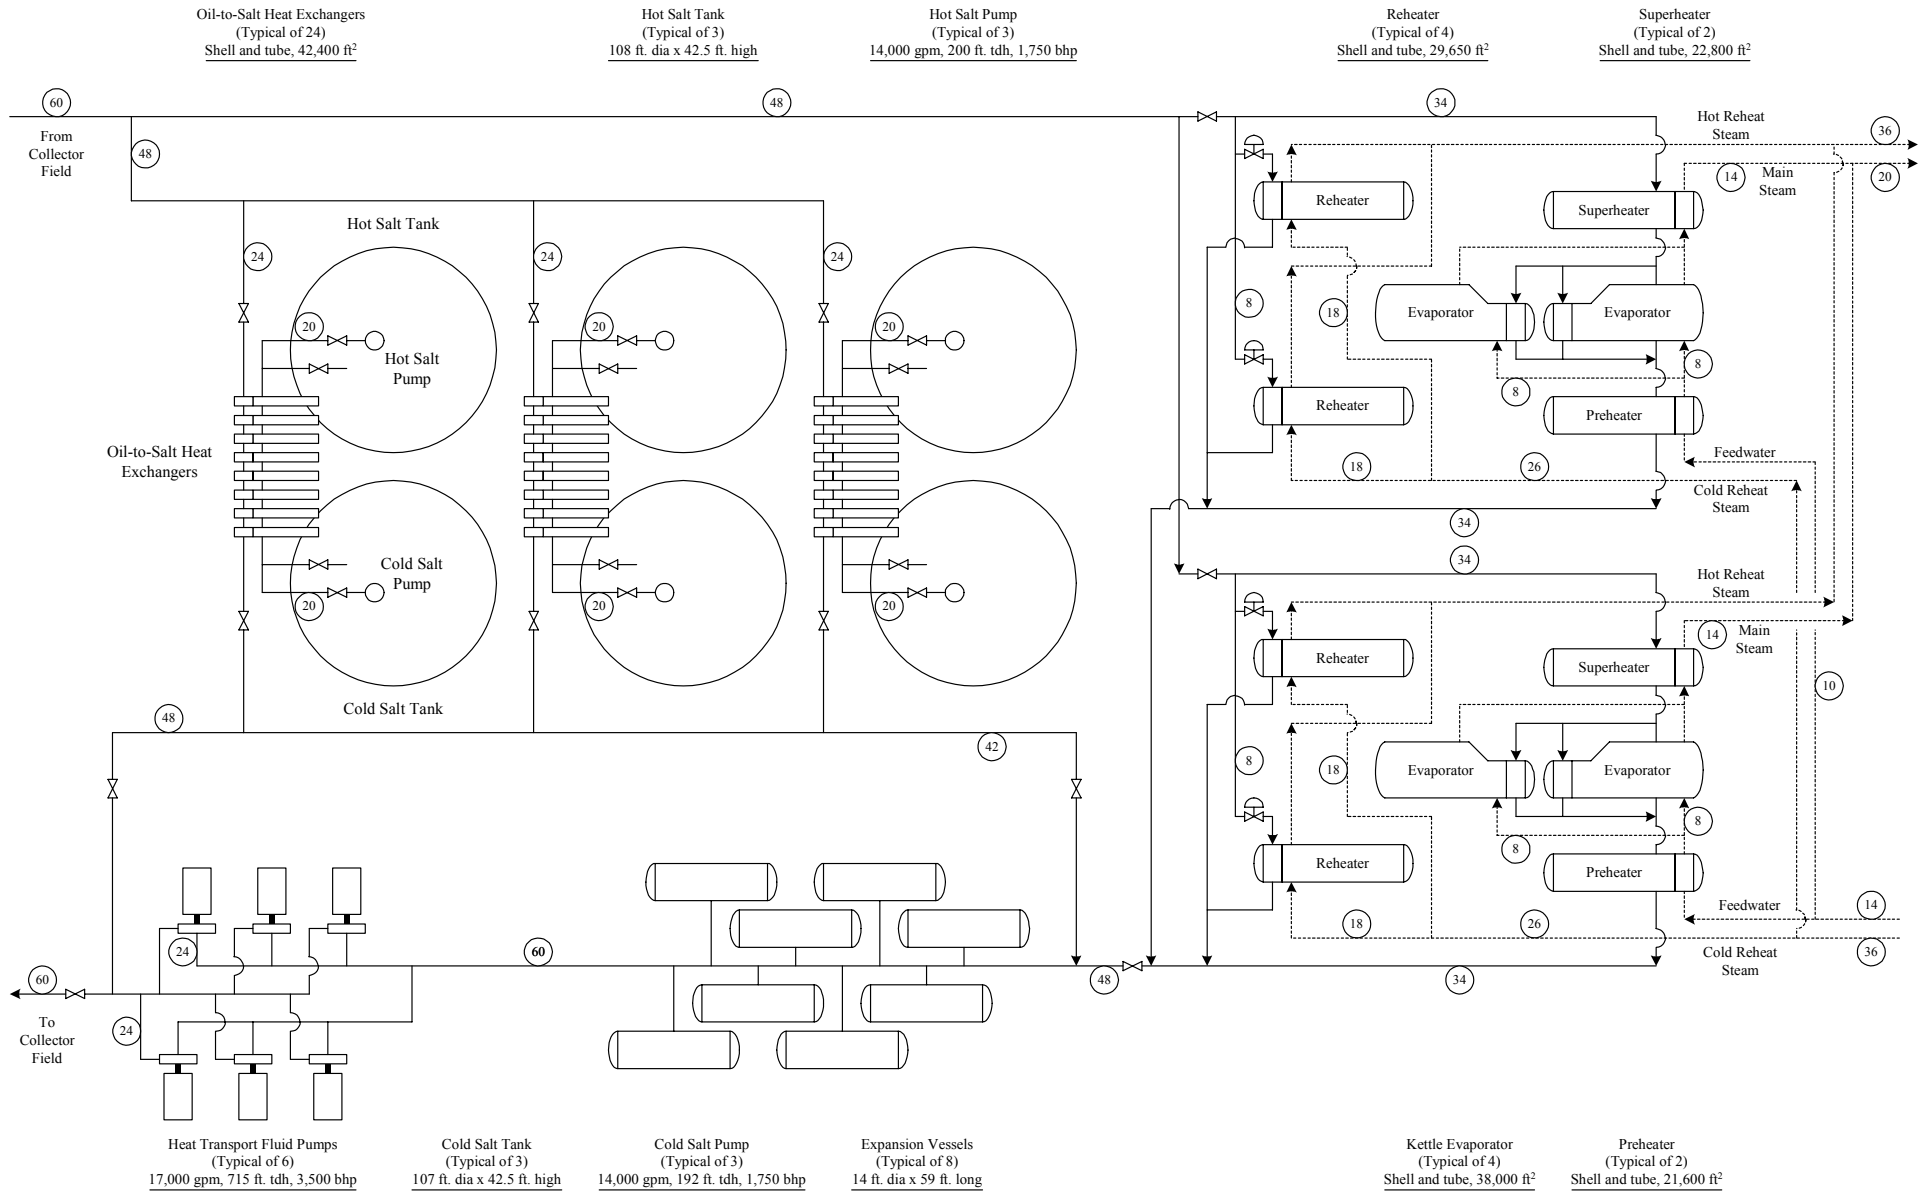 Oil-to-Salt Heat Exchangers
(Typical of 24)
Shell and tube, 42,400 ft²
Hot Salt Tank
(Typical of 3)
108 ft. dia x 42.5 ft. high
Hot Salt Pump
(Typical of 3)
14,000 gpm, 200 ft. tdh, 1,750 bhp
Reheater
(Typical of 4)
Shell and tube, 29,650 ft²
Superheater
(Typical of 2)
Shell and tube, 22,800 ft²
60
48
34
From
Collector
Field
48
Hot Reheat
Steam
36
14
Main
Steam
20
Reheater
Superheater
Hot Salt Tank
24
24
24
8
18
Evaporator
Evaporator
20
20
20
Hot Salt
Pump
8
8
Reheater
Preheater
Oil-to-Salt Heat
Exchangers
Feedwater
18
26
Cold Reheat
Steam
34
34
Cold Salt
Pump
20
20
20
Hot Reheat
Steam
14
Main
Steam
Reheater
Superheater
10
Cold Salt Tank
48
42
8
18
Evaporator
Evaporator
8
8
Reheater
Preheater
Feedwater
14
18
26
Cold Reheat
Steam
36
24
60
48
34
60
To
Collector
Field
24
Heat Transport Fluid Pumps
(Typical of 6)
17,000 gpm, 715 ft. tdh, 3,500 bhp
Cold Salt Tank
(Typical of 3)
107 ft. dia x 42.5 ft. high
Cold Salt Pump
(Typical of 3)
14,000 gpm, 192 ft. tdh, 1,750 bhp
Expansion Vessels
(Typical of 8)
14 ft. dia x 59 ft. long
Kettle Evaporator
(Typical of 4)
Shell and tube, 38,000 ft²
Preheater
(Typical of 2)
Shell and tube, 21,600 ft²